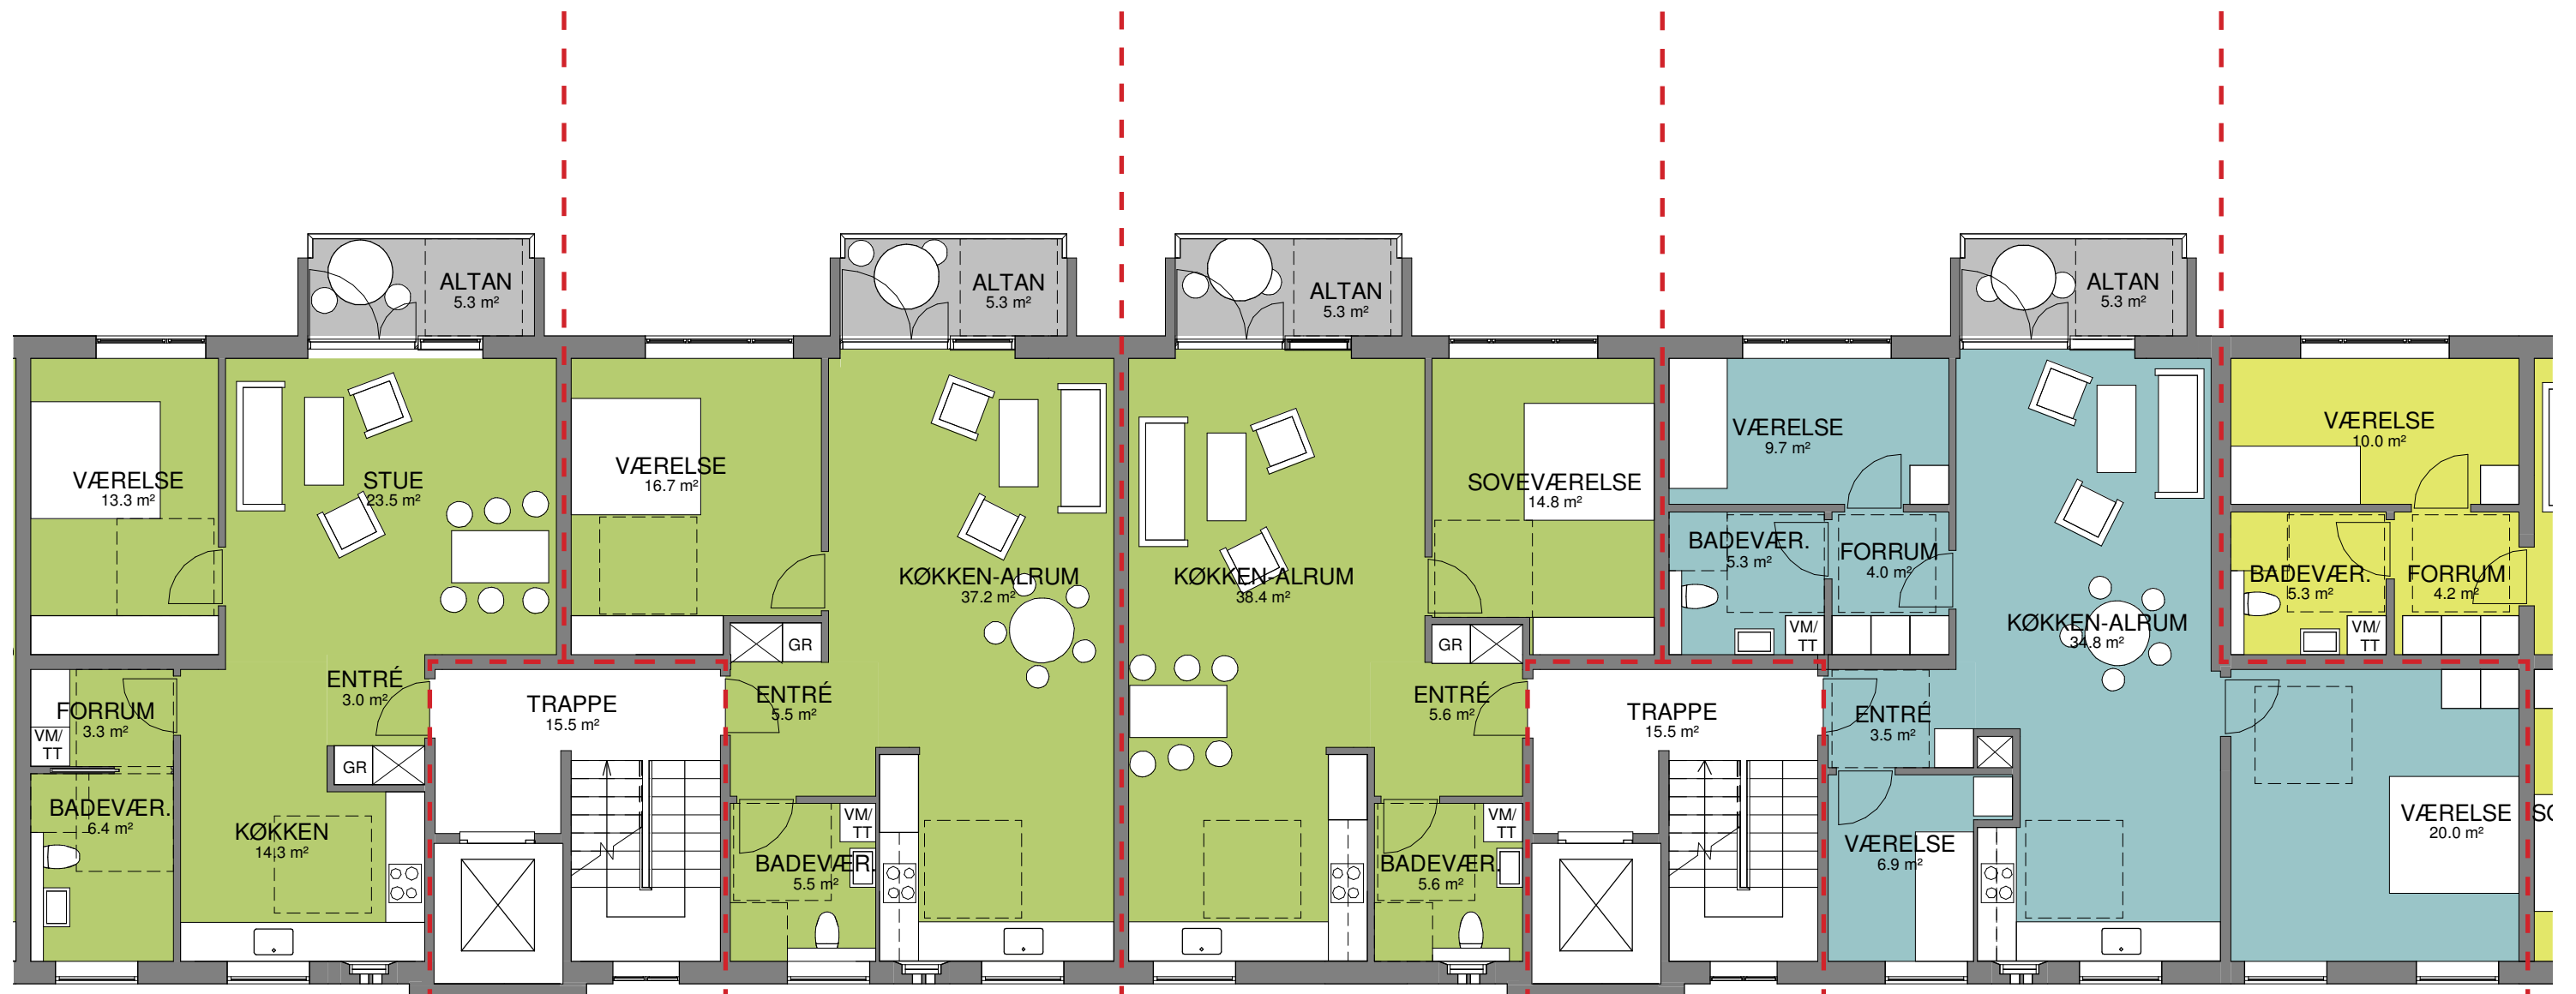 ALTAN
5.3 m²
ALTAN
5.3 m²
ALTAN
5.3 m²
ALTAN
5.3 m²
VÆRELSE
13.3 m²
STUE
23.5 m²
VÆRELSE
16.7 m²
KØKKEN-ALRUM
37.2 m²
KØKKEN-ALRUM
38.4 m²
SOVEVÆRELSE
14.8 m²
VÆRELSE
9.7 m²
BADEVÆR.
5.3 m²
FORRUM
4.0 m²
VM/
TT
KØKKEN-ALRUM
34.8 m²
VÆRELSE
10.0 m²
BADEVÆR.
5.3 m²
FORRUM
4.2 m²
VM/
TT
GR
GR
FORRUM
3.3 m²
VM/
TT
ENTRÉ
3.0 m²
GR
TRAPPE
15.5 m²
ENTRÉ
5.5 m²
ENTRÉ
5.6 m²
TRAPPE
15.5 m²
ENTRÉ
3.5 m²
BADEVÆR.
6.4 m²
KØKKEN
14.3 m²
VM/
TT
BADEVÆR.
5.5 m²
VM/
TT
BADEVÆR.
5.6 m²
VÆRELSE
6.9 m²
VÆRELSE
20.0 m²